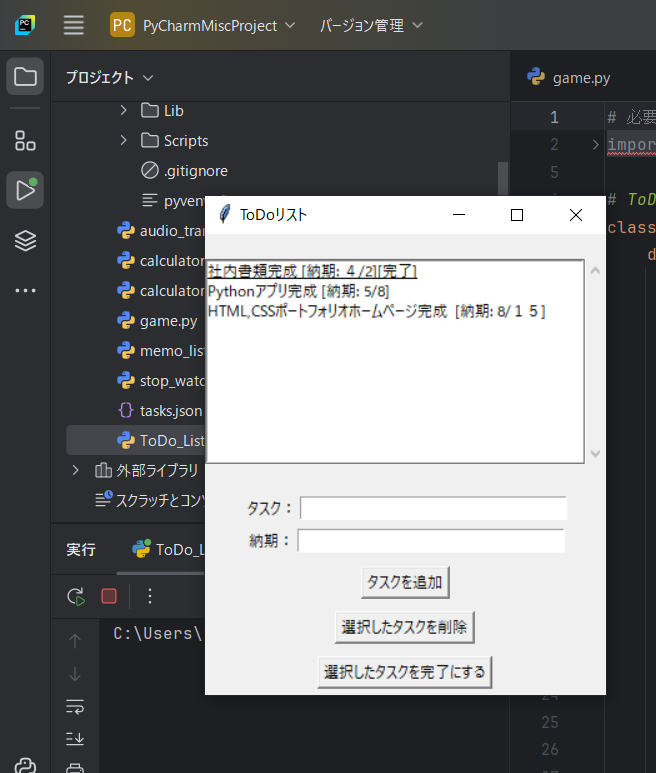 PC PyCharmMiscProject バージョン管理
プロジェクト
game.py
Lib
Scripts
.gitignore
pyven
audio_tran
calculator
calculator
game.py
memo_lis
stop_watc
tasks.json
ToDo_List
外部ライブラリ
スクラッチとコンソ
1 # 必要
2 impor
5
# ToD
class
d
ToDoリスト
社内書類完成 [納期: ４/2][完了]
Pythonアプリ完成 [納期: 5/8]
HTML,CSSポートフォリオホームページ完成 [納期: 8/１５]
タスク：
納期：
タスクを追加
選択したタスクを削除
選択したタスクを完了にする
実行 ToDo_L
C:\Users\
25
26